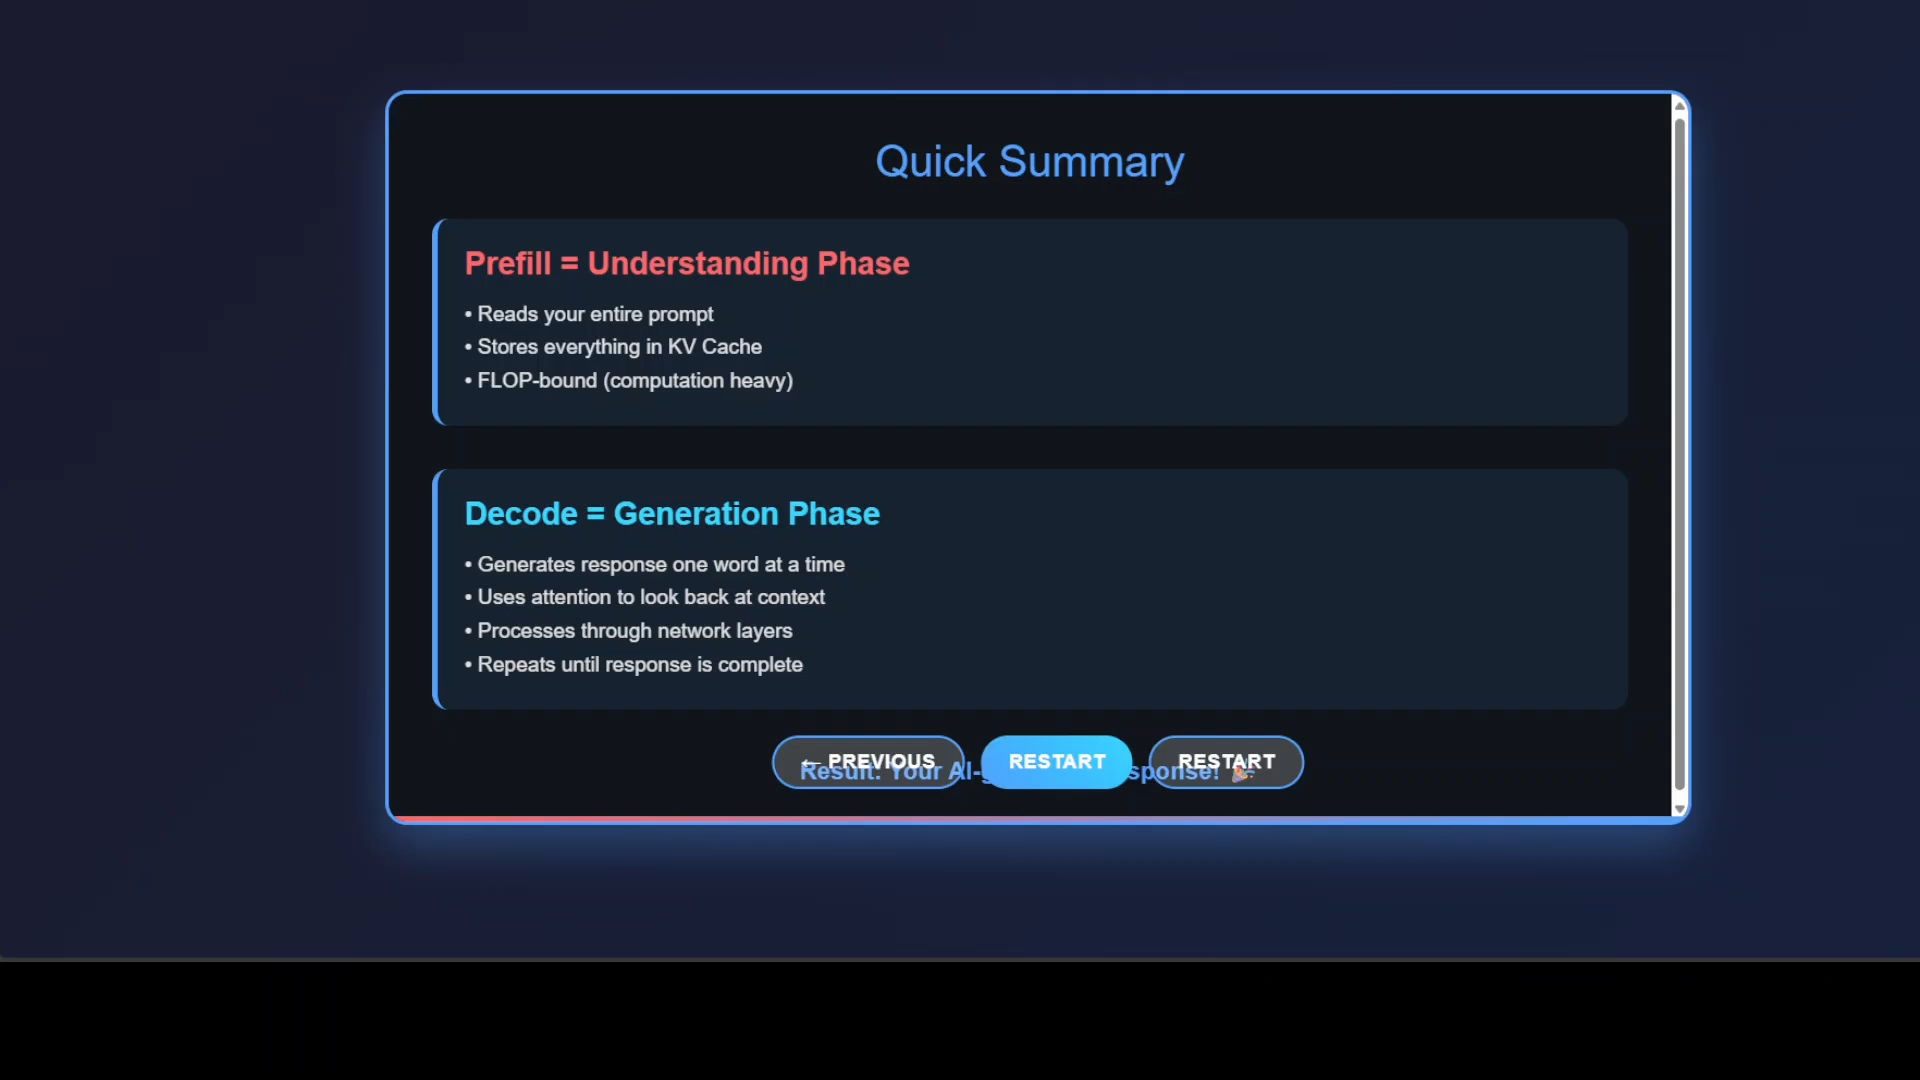 Quick Summary
Prefill = Understanding Phase
• Reads your entire prompt
• Stores everything in KV Cache
• FLOP-bound (computation heavy)
Decode = Generation Phase
• Generates response one word at a time
• Uses attention to look back at context
• Processes through network layers
• Repeats until response is complete
← PREVIOUS
RESTART
RESTART
Result: Your